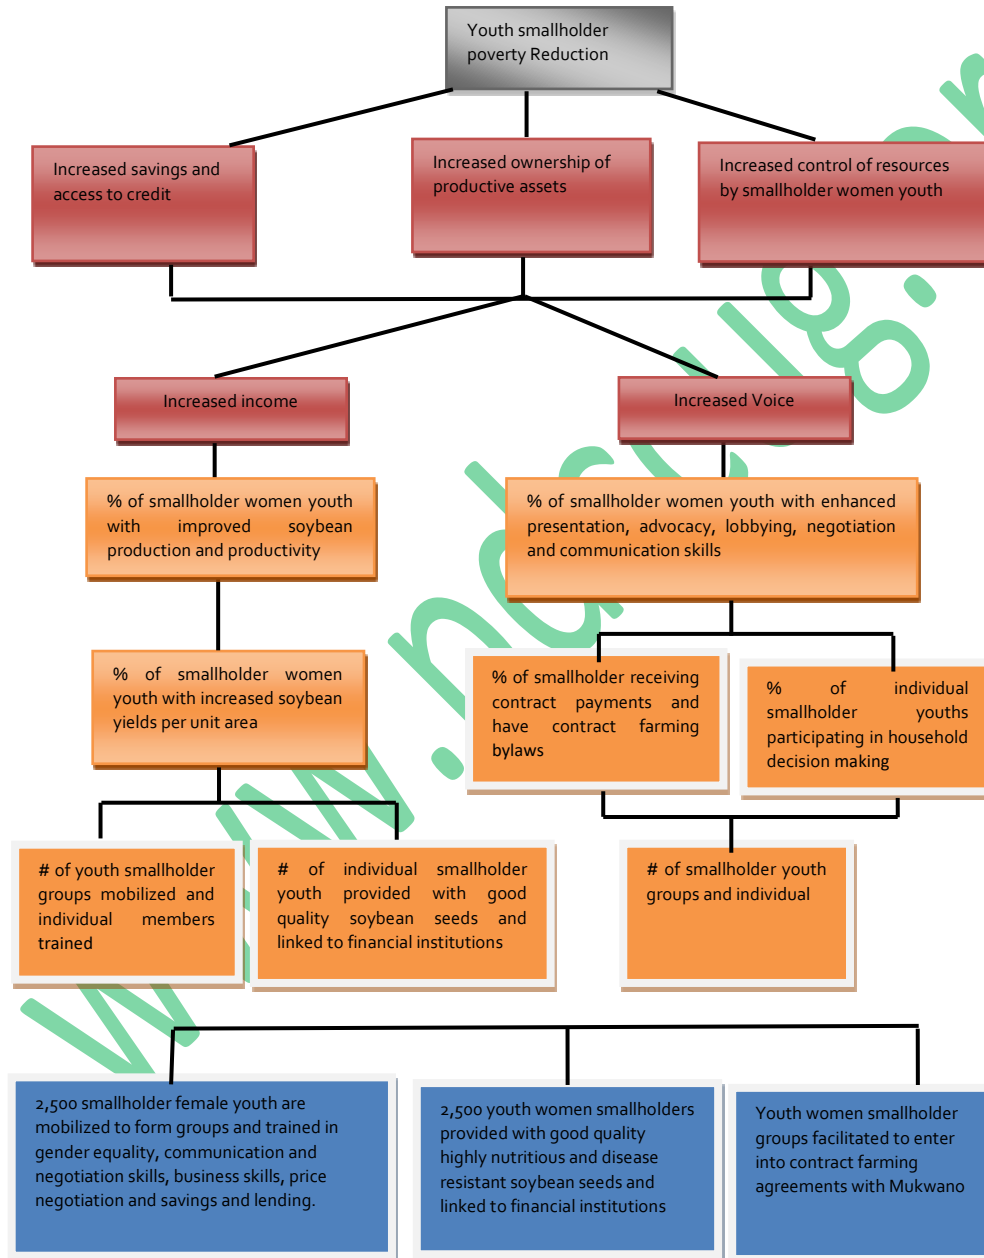 Youth smallholder
poverty Reduction
Increased savings and
access to credit
Increased ownership of
productive assets
Increased control of resources
by smallholder women youth
Increased income
Increased Voice
% of smallholder women youth
with improved soybean
production and productivity
% of smallholder women youth with enhanced
presentation, advocacy, lobbying, negotiation
and communication skills
% of smallholder women
youth with increased soybean
yields per unit area
% of smallholder receiving
contract payments and
have contract farming
bylaws
% of individual
smallholder youths
participating in household
decision making
# of youth smallholder
groups mobilized and
individual members
trained
# of individual smallholder
youth provided with good
quality soybean seeds and
linked to financial institutions
# of smallholder youth
groups and individual
2,500 smallholder female youth are
mobilized to form groups and trained in
gender equality, communication and
negotiation skills, business skills, price
negotiation and savings and lending.
2,500 youth women smallholders
provided with good quality
highly nutritious and disease
resistant soybean seeds and
linked to financial institutions
Youth women smallholder
groups facilitated to enter
into contract farming
agreements with Mukwano